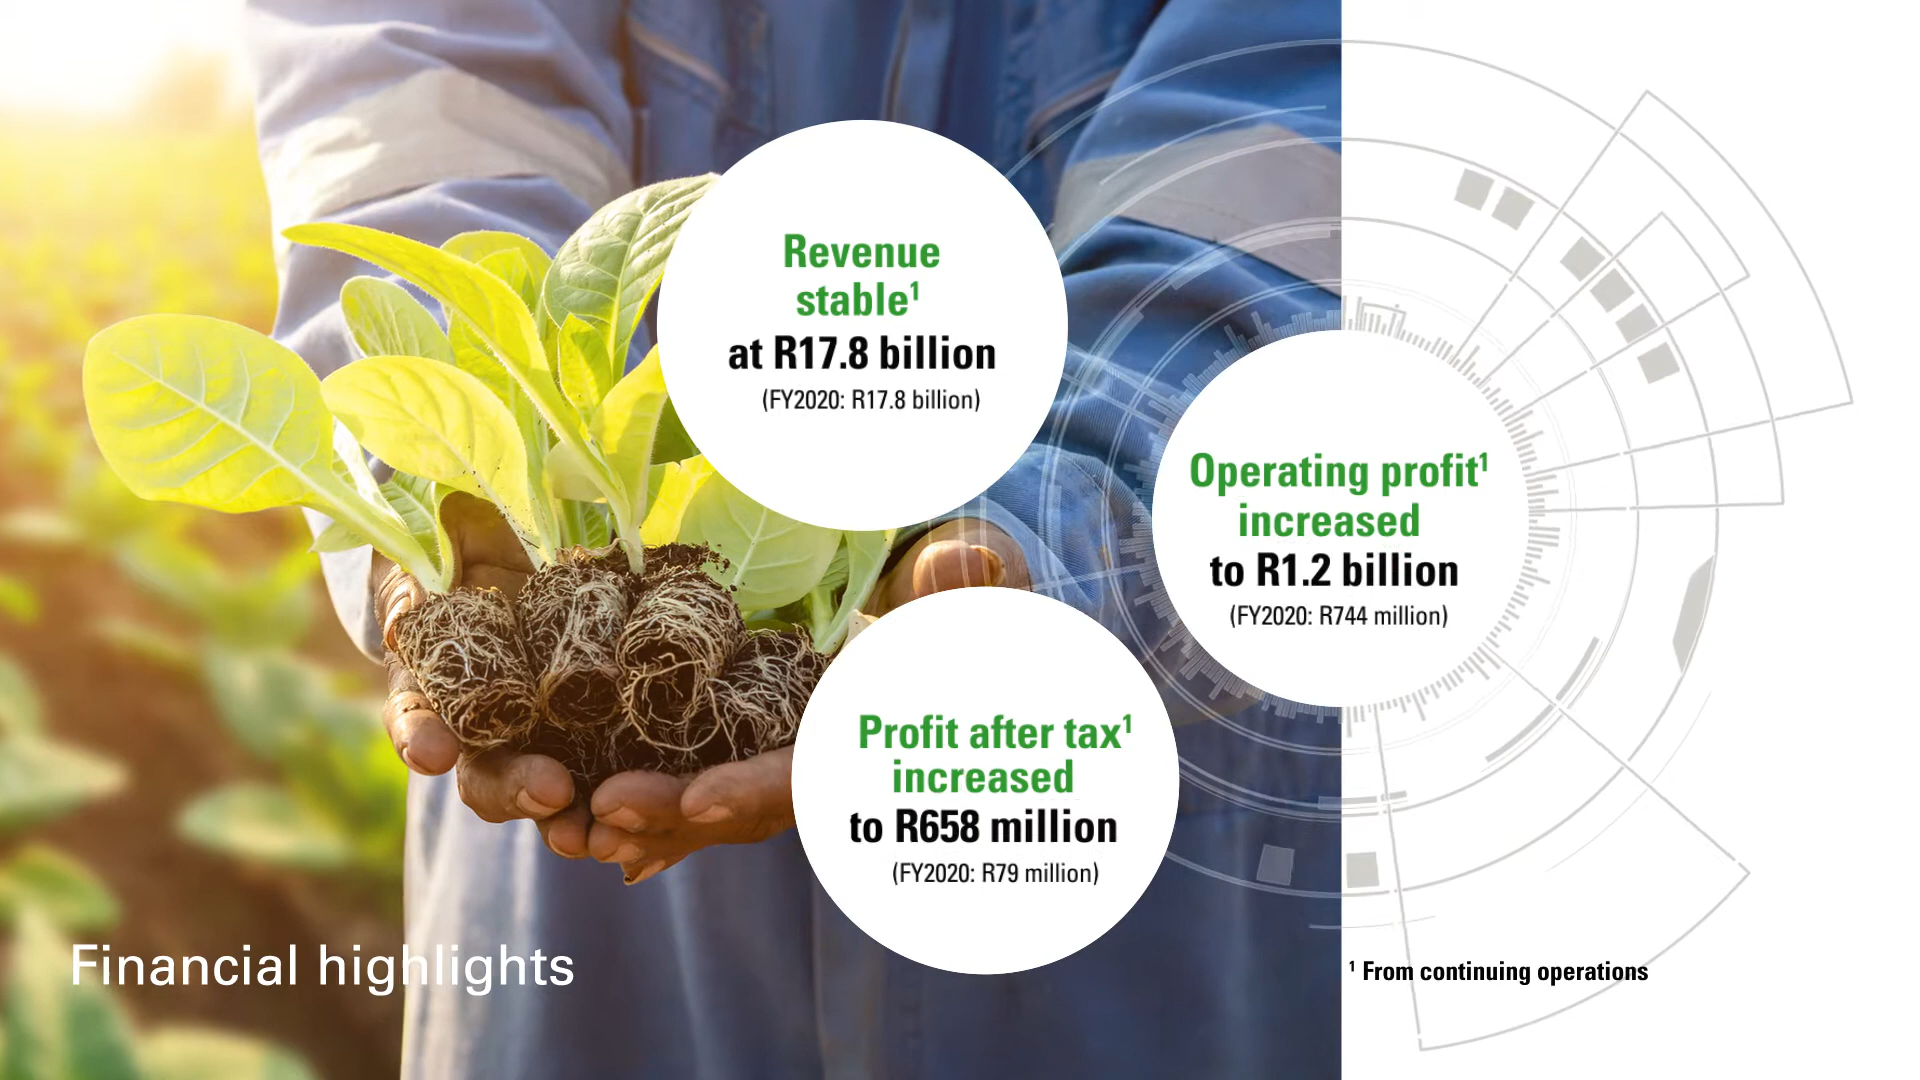 Revenue
stable¹
at R17.8 billion
(FY2020: R17.8 billion)
Operating profit¹
increased
to R1.2 billion
(FY2020: R744 million)
Profit after tax¹
increased
to R658 million
(FY2020: R79 million)
Financial highlights
¹ From continuing operations